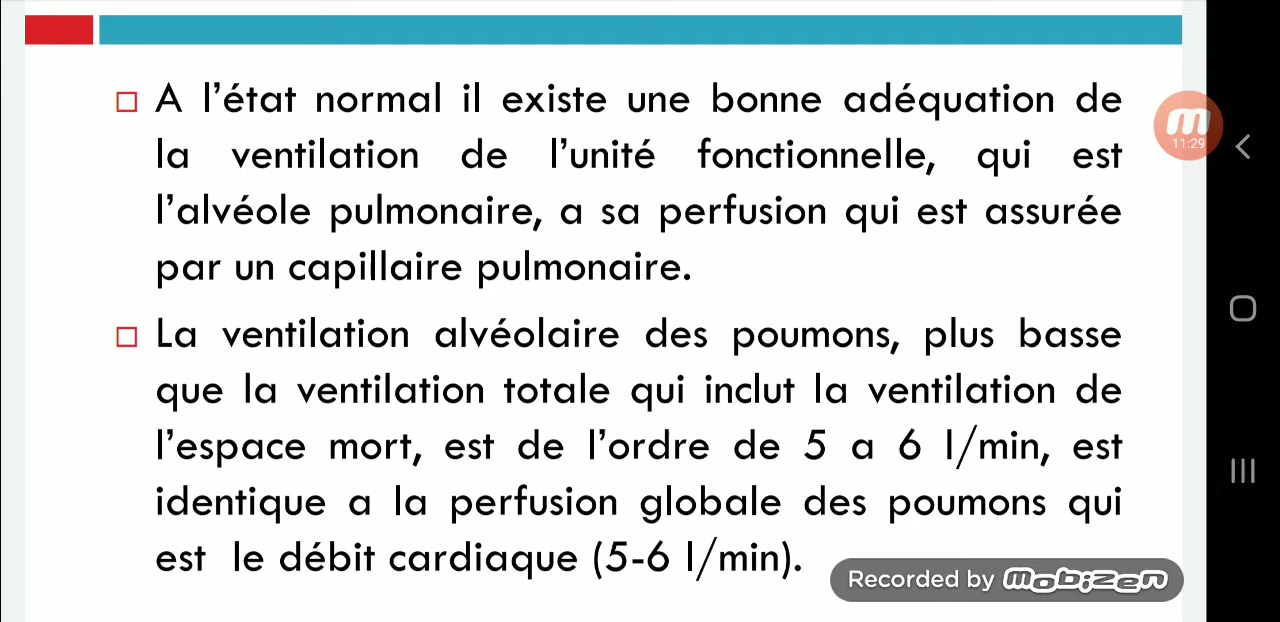 A l'état normal il existe une bonne adéquation de
la ventilation de l'unité fonctionnelle, qui est
l'alvéole pulmonaire, a sa perfusion qui est assurée
par un capillaire pulmonaire.
La ventilation alvéolaire des poumons, plus basse
que la ventilation totale qui inclut la ventilation de
l'espace mort, est de l'ordre de 5 a 6 l/min, est
identique a la perfusion globale des poumons qui
est le débit cardiaque (5-6 l/min).
m
11:29
Recorded by mobizen